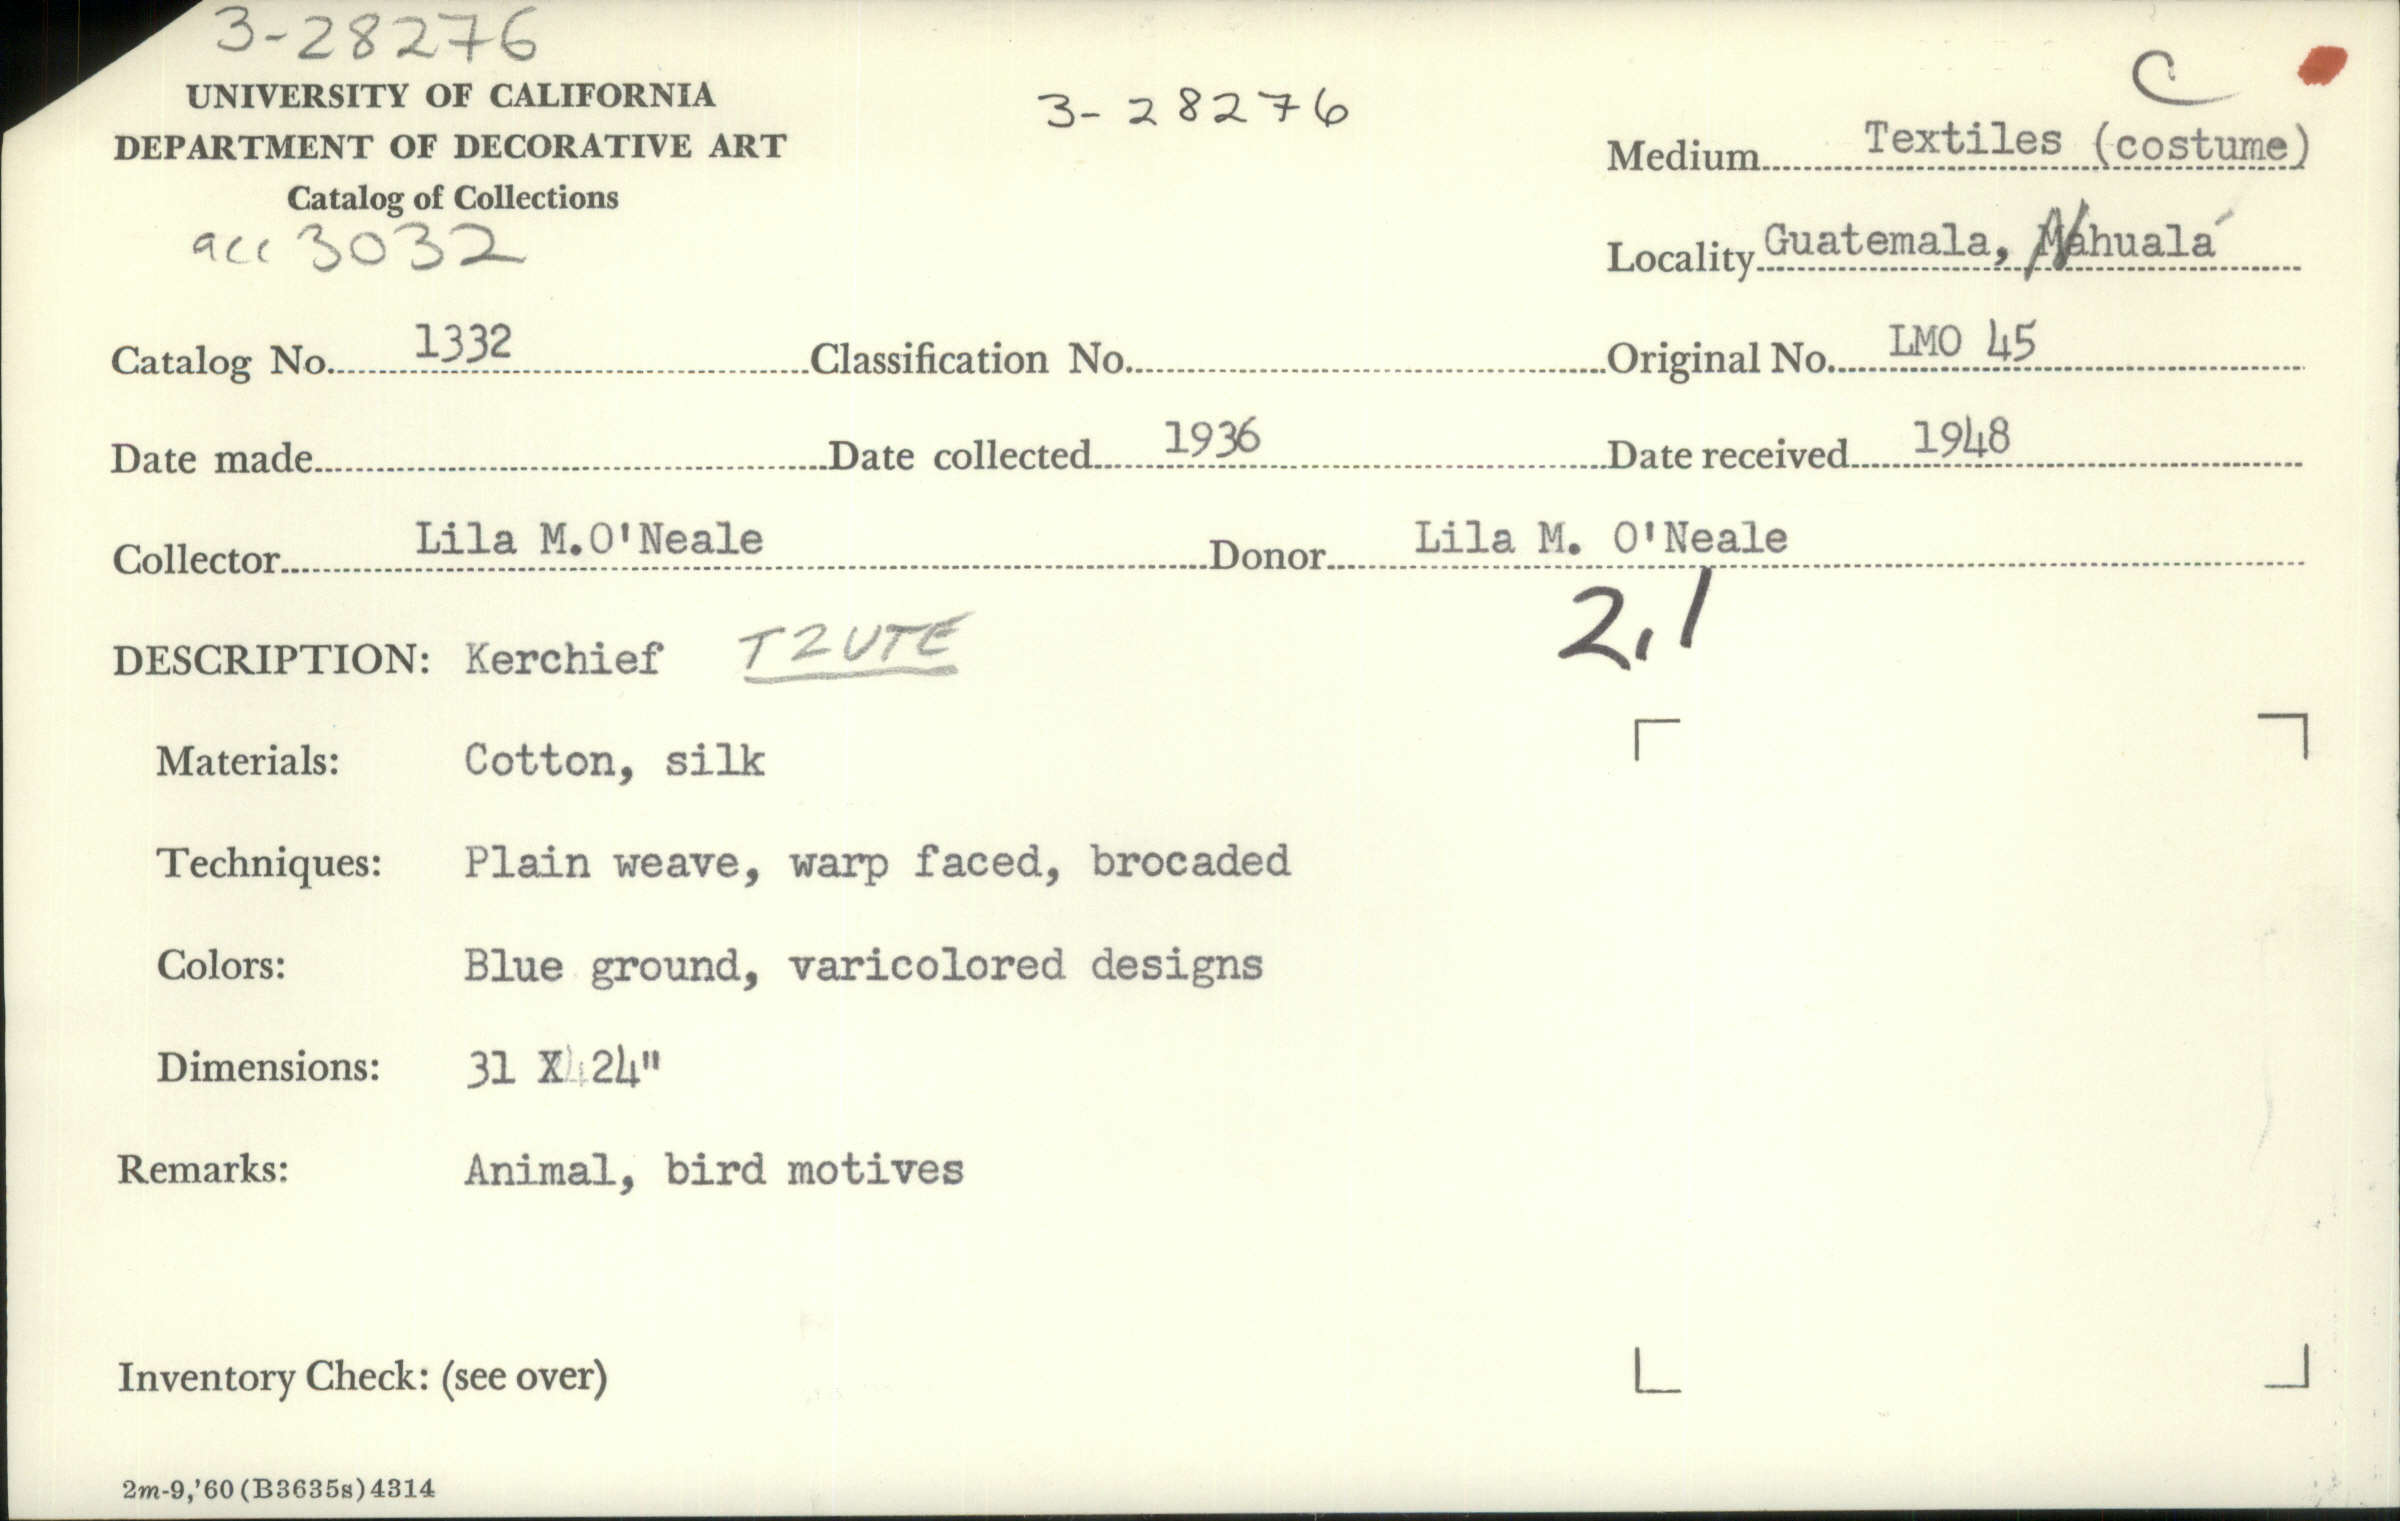 3-28276
UNIVERSITY OF CALIFORNIA
DEPARTMENT OF DECORATIVE ART
Catalog of Collections
acc 3032
3-28276
C
Medium Textiles (costume)
Locality Guatemala, Nahualá
Catalog No. 1332 Classification No. Original No. LMO 45
Date made Date collected 1936 Date received 1948
Collector Lila M.O'Neale Donor Lila M. O'Neale
2.1
DESCRIPTION: Kerchief TZUTE
Materials: Cotton, silk
Techniques: Plain weave, warp faced, brocaded
Colors: Blue ground, varicolored designs
Dimensions: 31 X 24"
Remarks: Animal, bird motives
Inventory Check: (see over)
2m-9,'60(B3635s)4314